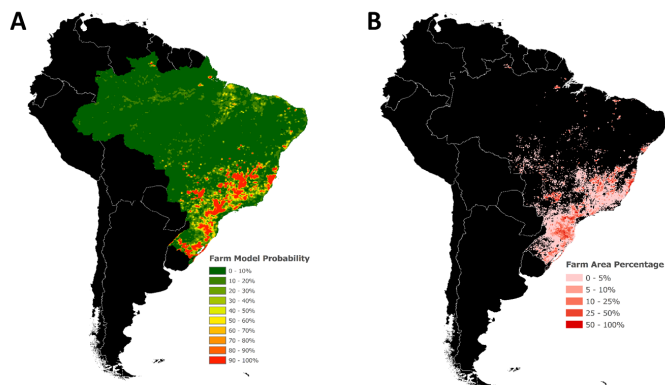 A
B
Farm Model Probability
0 - 10%
10 - 20%
20 - 30%
30 - 40%
40 - 50%
50 - 60%
60 - 70%
70 - 80%
80 - 90%
90 - 100%
Farm Area Percentage
0 - 5%
5 - 10%
10 - 25%
25 - 50%
50 - 100%